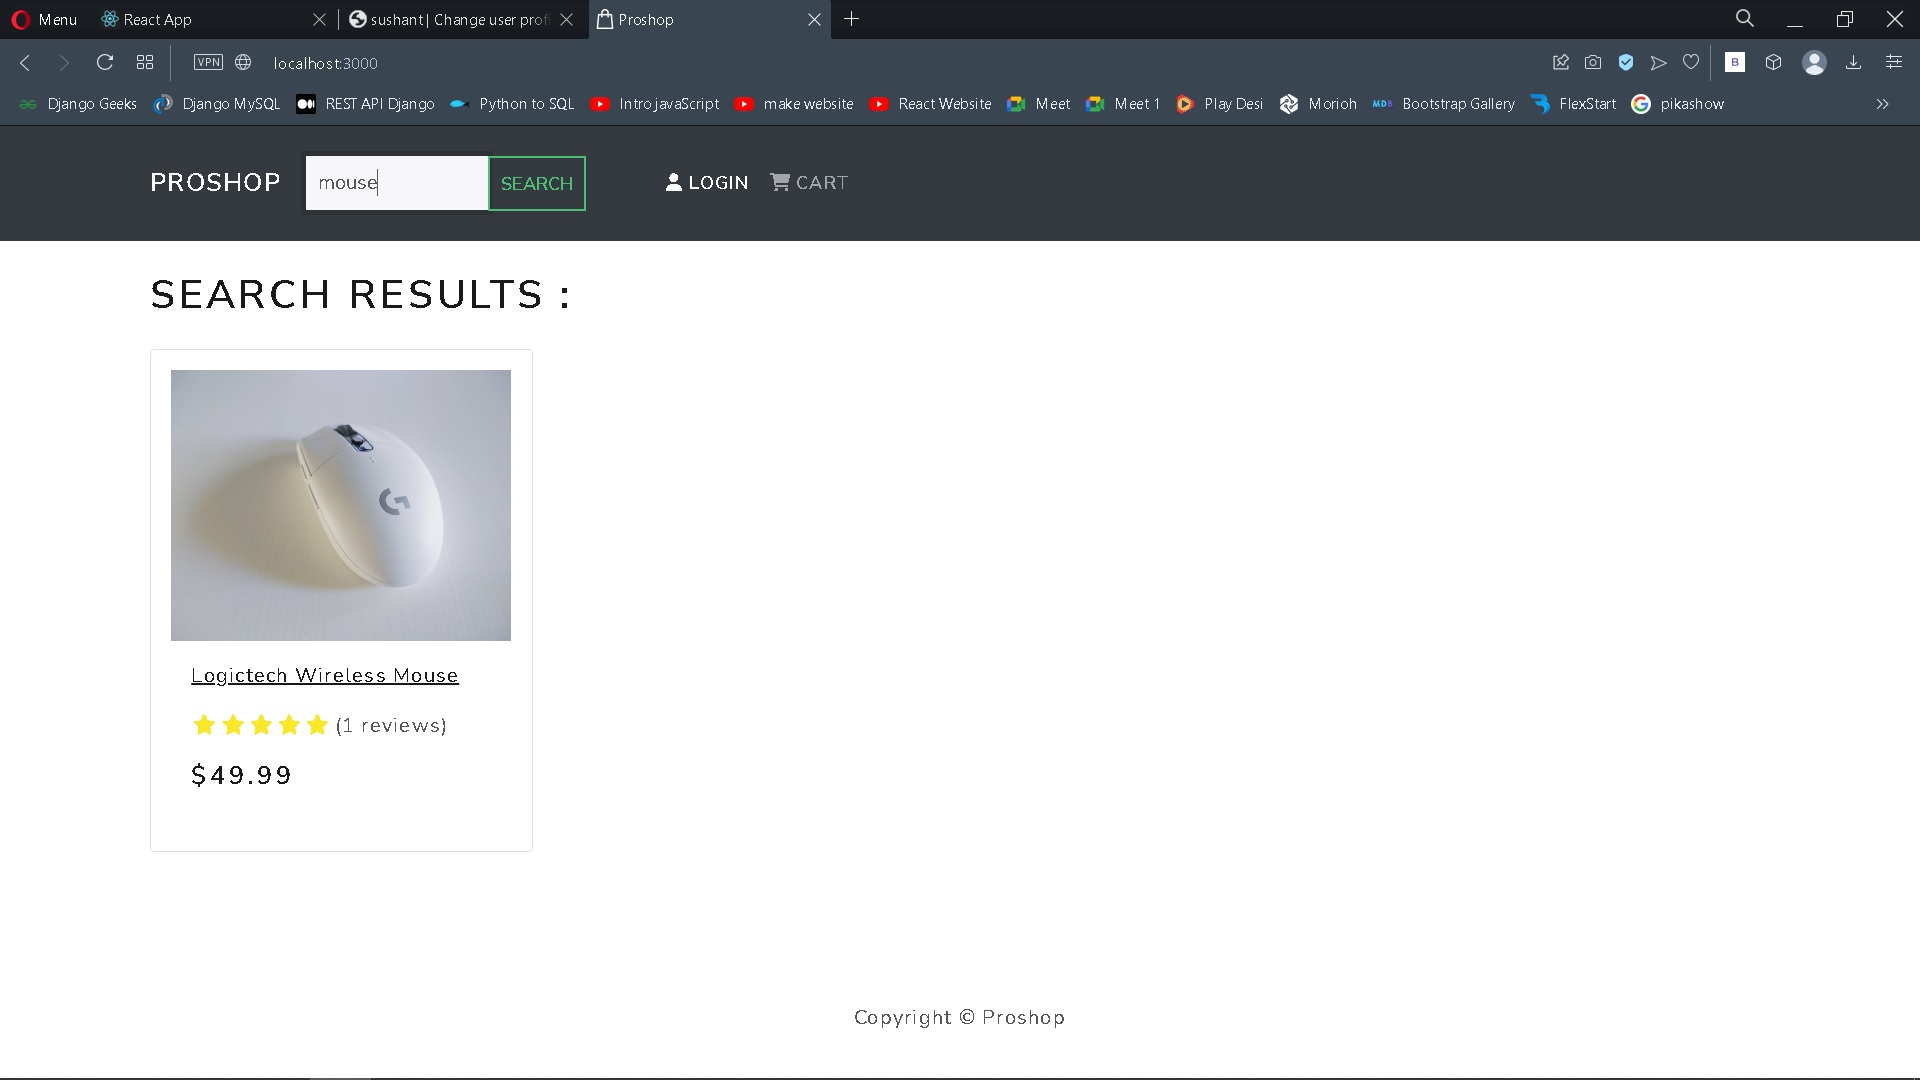 Menu
React App
sushant | Change user prof
Proshop
VPN
localhost:3000
B
Django Geeks
Django MySQL
REST API Django
Python to SQL
Intro javaScript
make website
React Website
Meet
Meet 1
Play Desi
Morioh
MDB
Bootstrap Gallery
FlexStart
pikashow
PROSHOP
mouse
SEARCH
LOGIN
CART
SEARCH RESULTS :
G
Logictech Wireless Mouse
(1 reviews)
$49.99
Copyright © Proshop